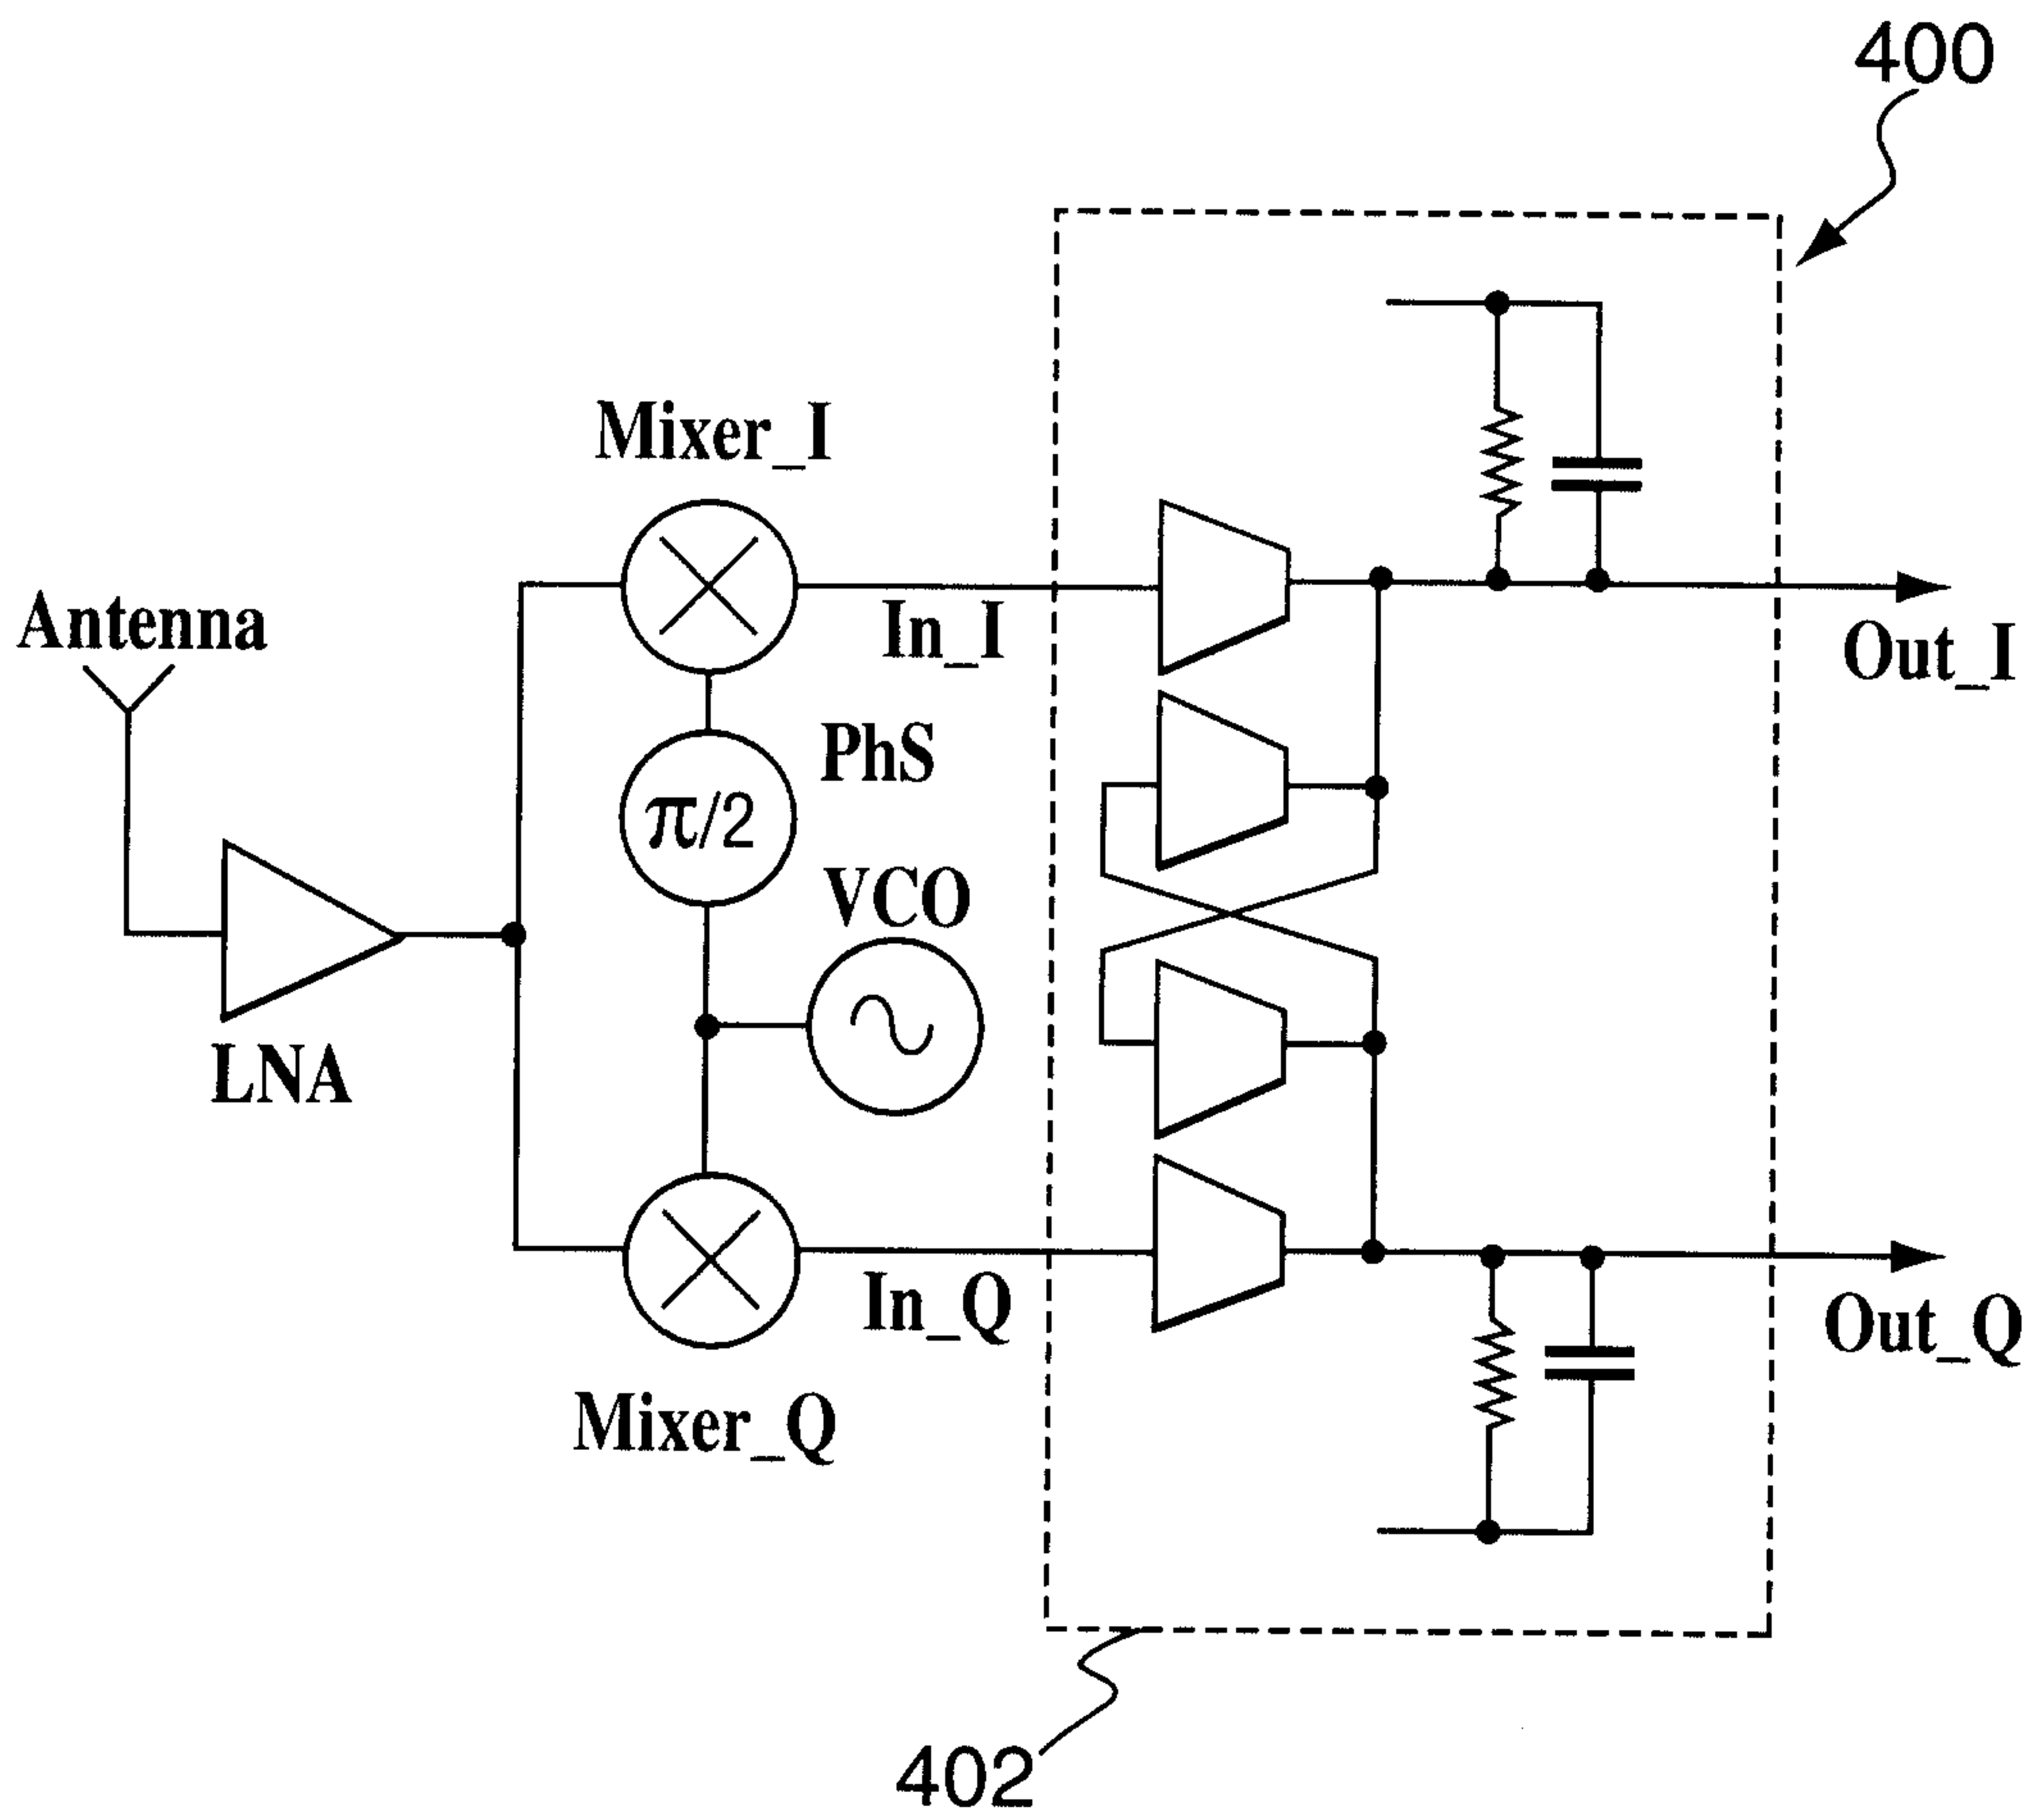 400
Mixer_I
Antenna
In_I
Out_I
PhS
π/2
VCO
LNA
In_Q
Out_Q
Mixer_Q
402